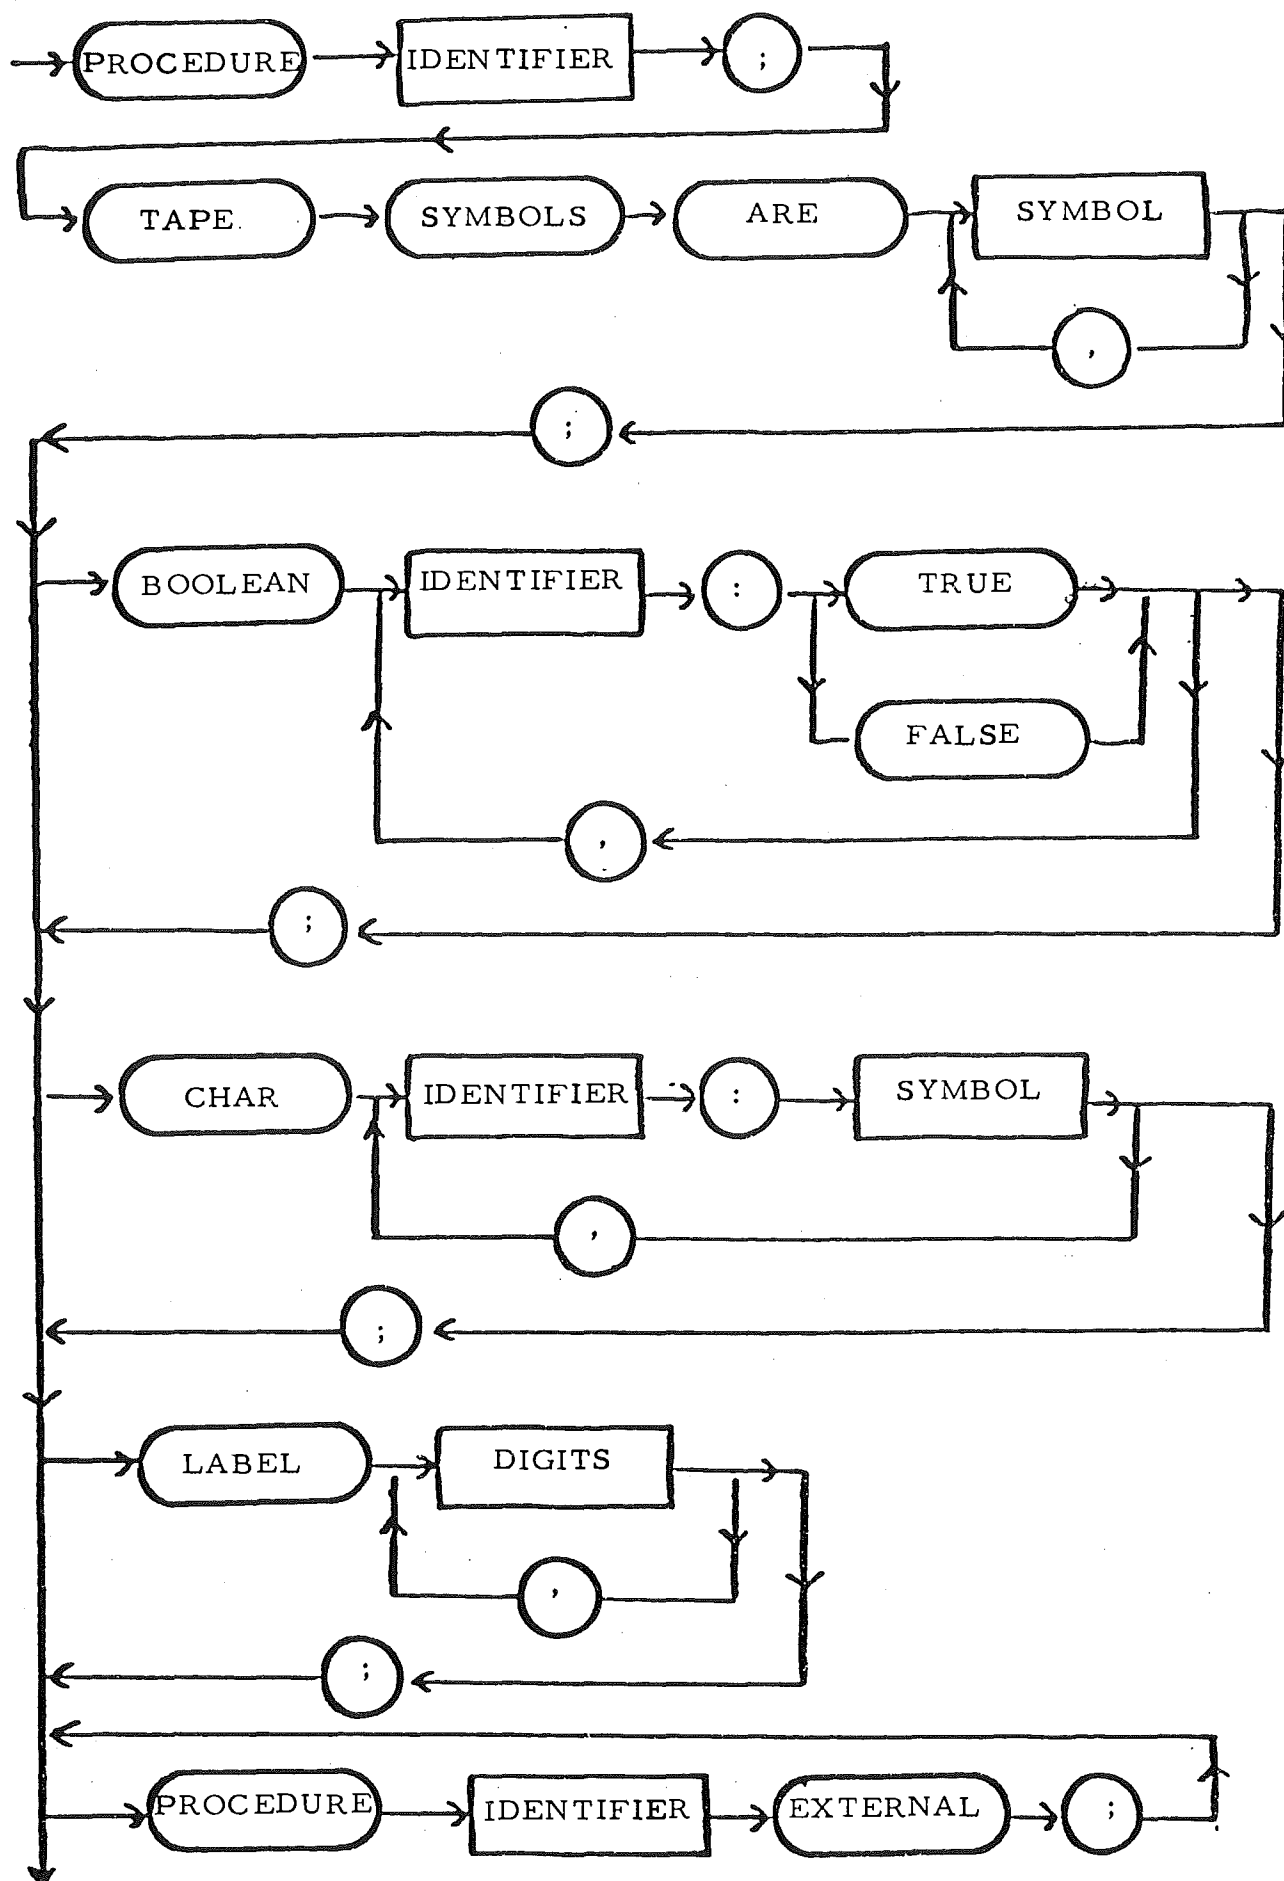 PROCEDURE IDENTIFIER ;
TAPE SYMBOLS ARE SYMBOL
,
;
BOOLEAN IDENTIFIER : TRUE
FALSE
,
;
CHAR IDENTIFIER : SYMBOL
,
;
LABEL DIGITS
,
;
PROCEDURE IDENTIFIER EXTERNAL ;